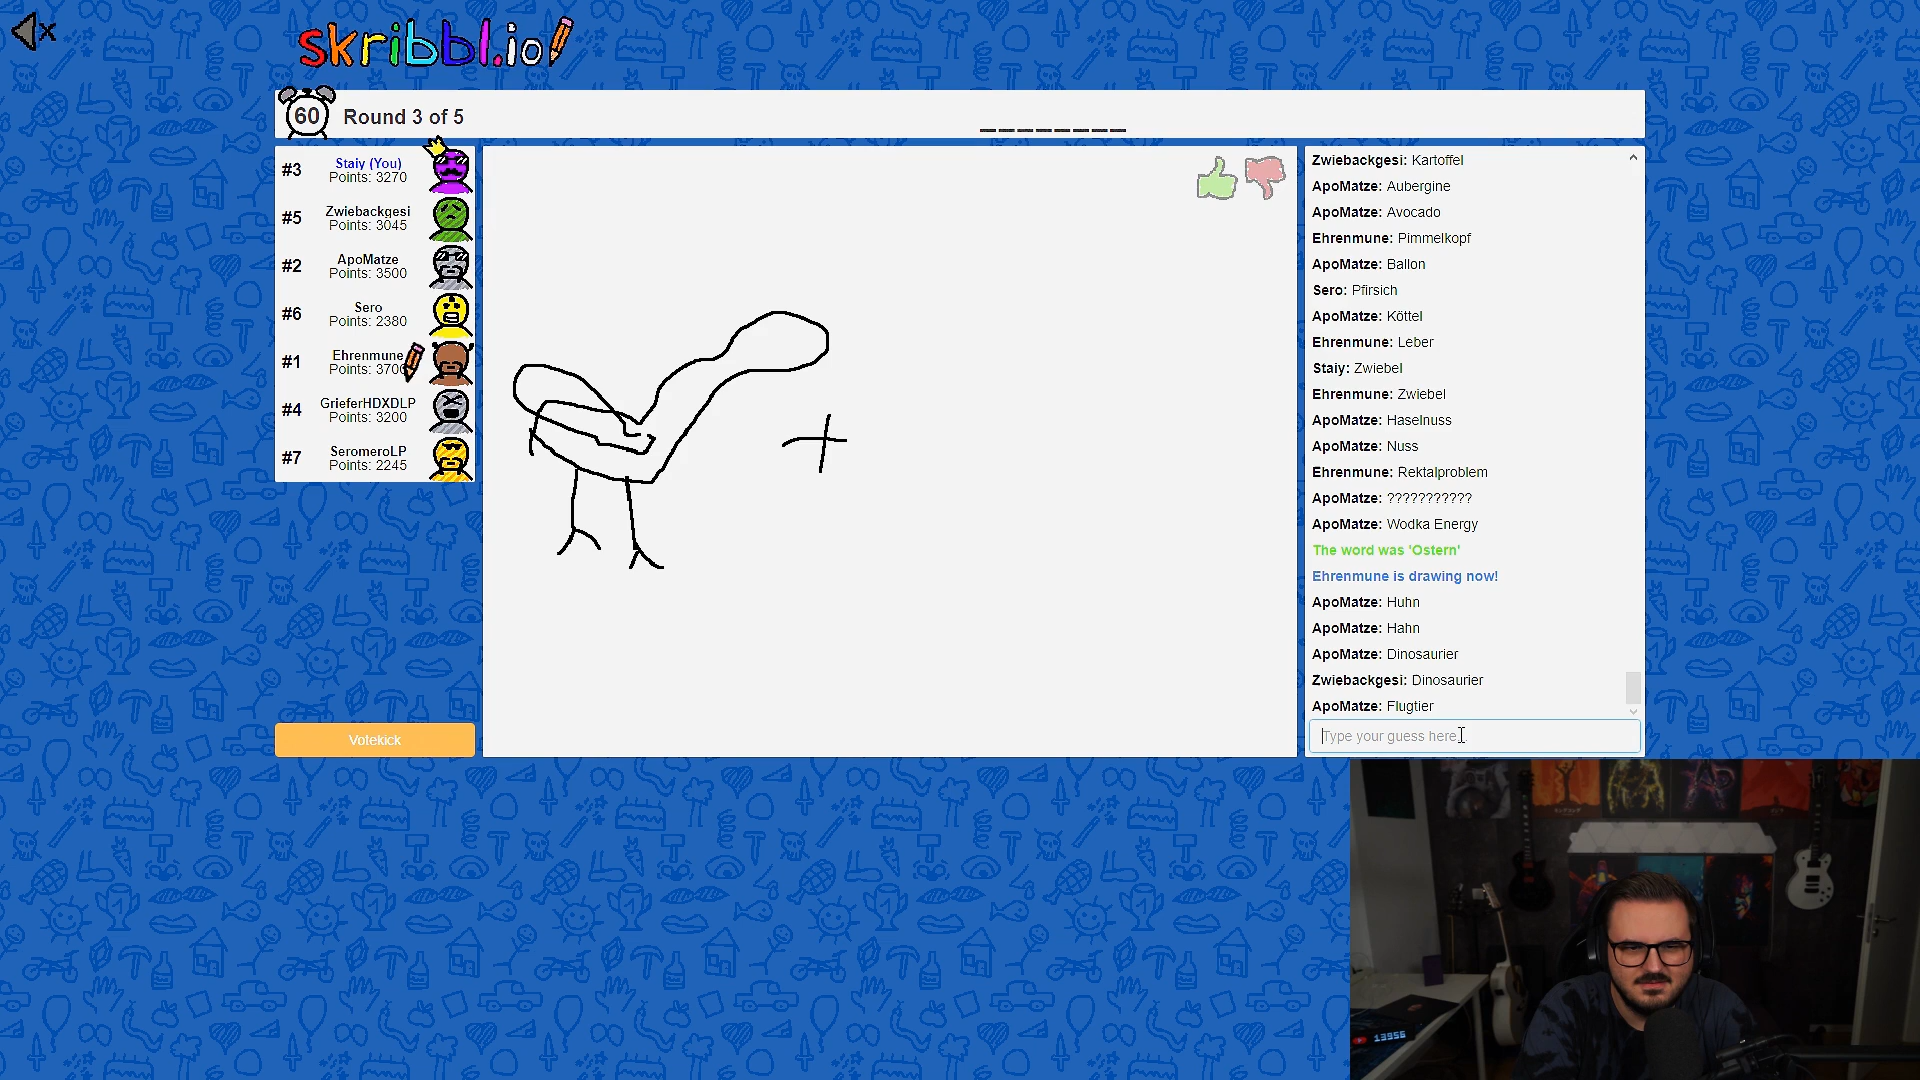 skribbl.io
60
Round 3 of 5
#3
Staiy (You)
Points: 3270
#5
Zwiebackgesi
Points: 3045
#2
ApoMatze
Points: 3500
#6
Sero
Points: 2380
#1
Ehrenmune
Points: 3700
#4
GrieferHDXDLP
Points: 3200
#7
SeromeroLP
Points: 2245
Votekick
Zwiebackgesi: Kartoffel
ApoMatze: Aubergine
ApoMatze: Avocado
Ehrenmune: Pimmelkopf
ApoMatze: Ballon
Sero: Pfirsich
ApoMatze: Köttel
Ehrenmune: Leber
Staiy: Zwiebel
Ehrenmune: Zwiebel
ApoMatze: Haselnuss
ApoMatze: Nuss
Ehrenmune: Rektalproblem
ApoMatze: ???????????
ApoMatze: Wodka Energy
The word was 'Ostern'
Ehrenmune is drawing now!
ApoMatze: Huhn
ApoMatze: Hahn
ApoMatze: Dinosaurier
Zwiebackgesi: Dinosaurier
ApoMatze: Flugtier
Type your guess here
13956